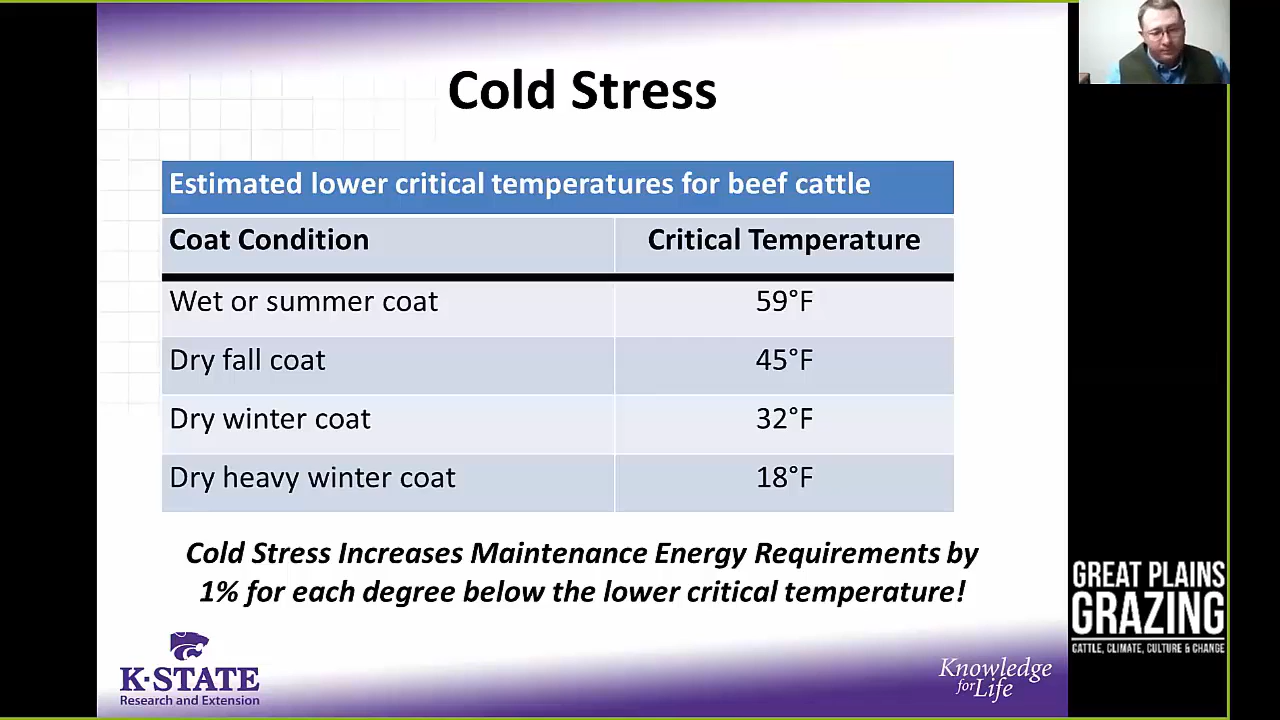 Cold Stress
Estimated lower critical temperatures for beef cattle
Coat Condition Critical Temperature
Wet or summer coat 59°F
Dry fall coat 45°F
Dry winter coat 32°F
Dry heavy winter coat 18°F
Cold Stress Increases Maintenance Energy Requirements by
1% for each degree below the lower critical temperature!
K-STATE
Research and Extension
Knowledge
for Life
GREAT PLAINS
GRAZING
CATTLE, CLIMATE, CULTURE & CHANGE